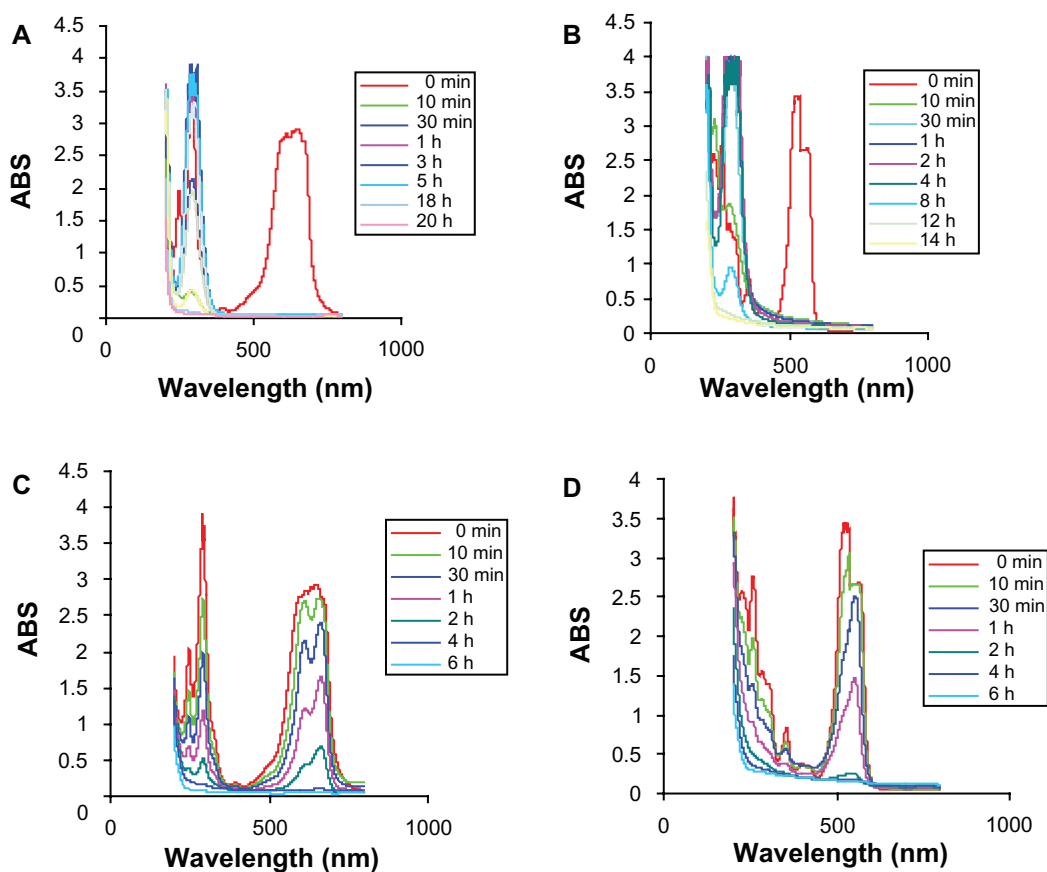 A
4.5
4
3.5
3
2.5
2
1.5
1
0.5
0
ABS
0 500 1000
Wavelength (nm)
0 min
10 min
30 min
1 h
3 h
5 h
18 h
20 h
B
4.5
4
3.5
3
2.5
2
1.5
1
0.5
0
ABS
0 500 1000
Wavelength (nm)
0 min
10 min
30 min
1 h
2 h
4 h
8 h
12 h
14 h
C
4.5
4
3.5
3
2.5
2
1.5
1
0.5
0
ABS
0 500 1000
Wavelength (nm)
0 min
10 min
30 min
1 h
2 h
4 h
6 h
D
4
3.5
3
2.5
2
1.5
1
0.5
0
ABS
0 500 1000
Wavelength (nm)
0 min
10 min
30 min
1 h
2 h
4 h
6 h